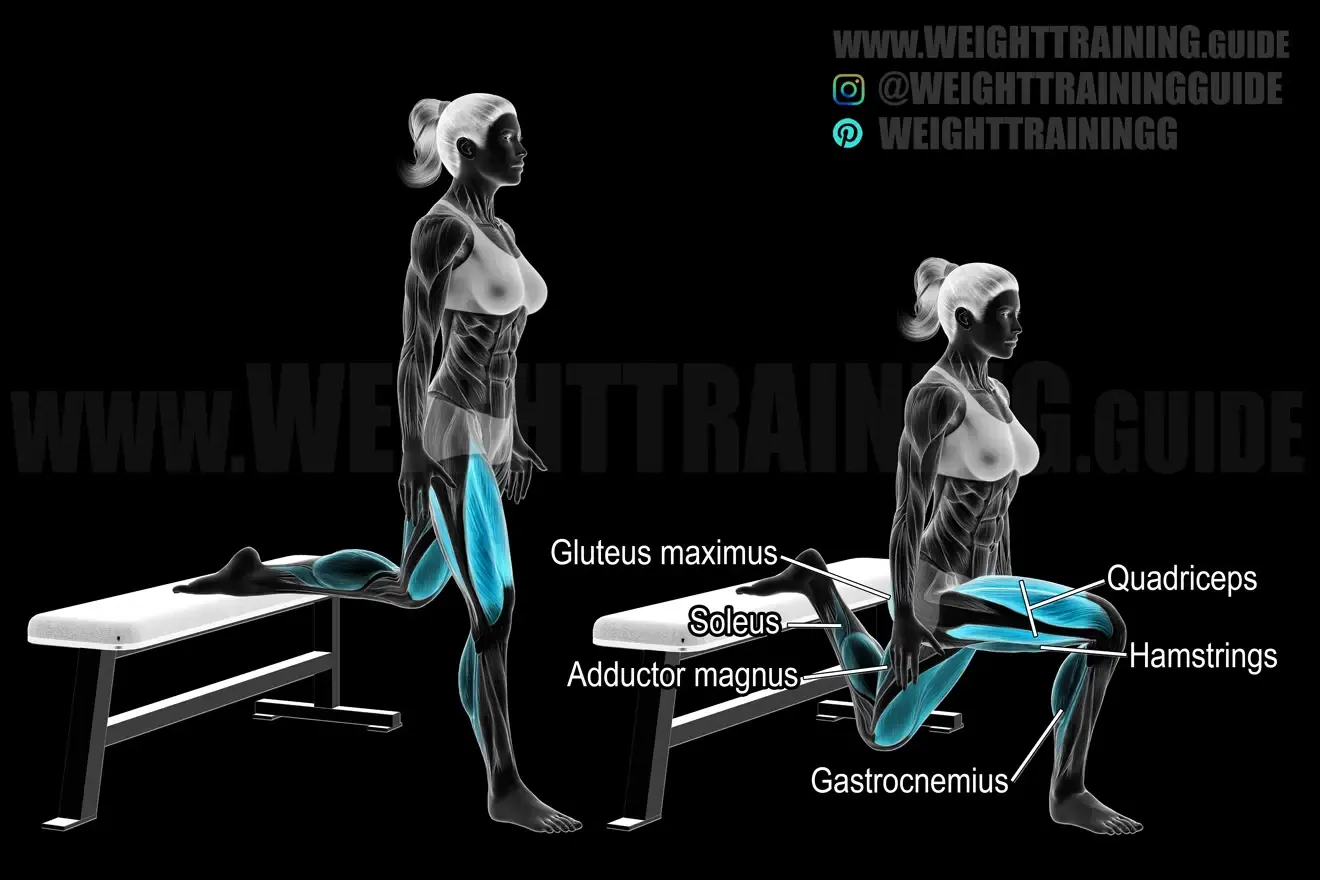 WWW.WEIGHTTRAINING.GUIDE
@WEIGHTTRAININGGUIDE
WEIGHTTRAININGG
WWW.WEIGHTTRAINING.GUIDE
Gluteus maximus
Quadriceps
Soleus
Hamstrings
Adductor magnus
Gastrocnemius